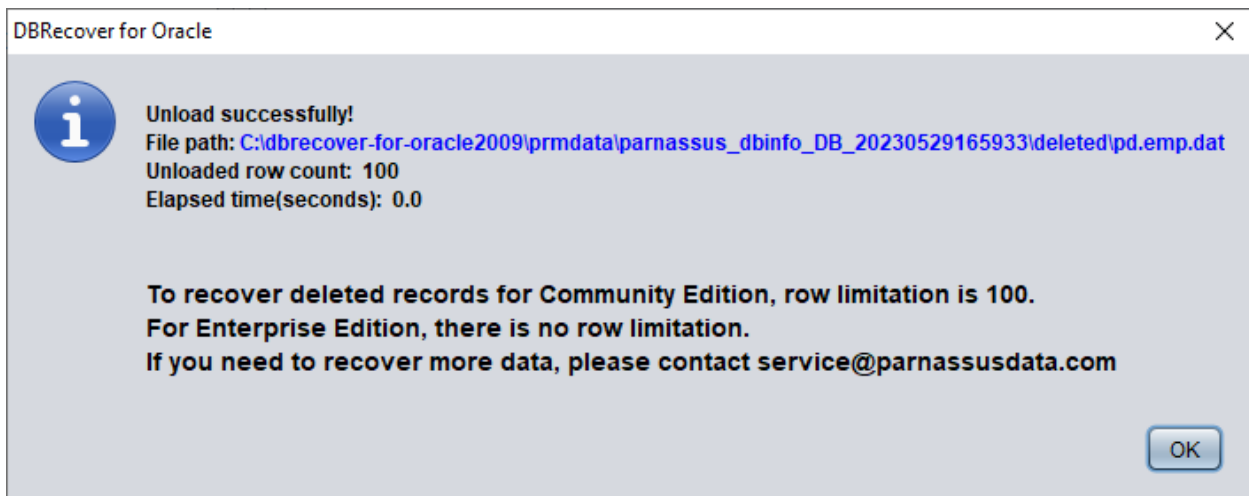 DBRecover for Oracle
Unload successfully!
File path: C:\dbrecover-for-oracle2009\prmdata\parnassus_dbinfo_DB_20230529165933\deleted\pd.emp.dat
Unloaded row count: 100
Elapsed time(seconds): 0.0
To recover deleted records for Community Edition, row limitation is 100.
For Enterprise Edition, there is no row limitation.
If you need to recover more data, please contact service@parnassusdata.com
OK